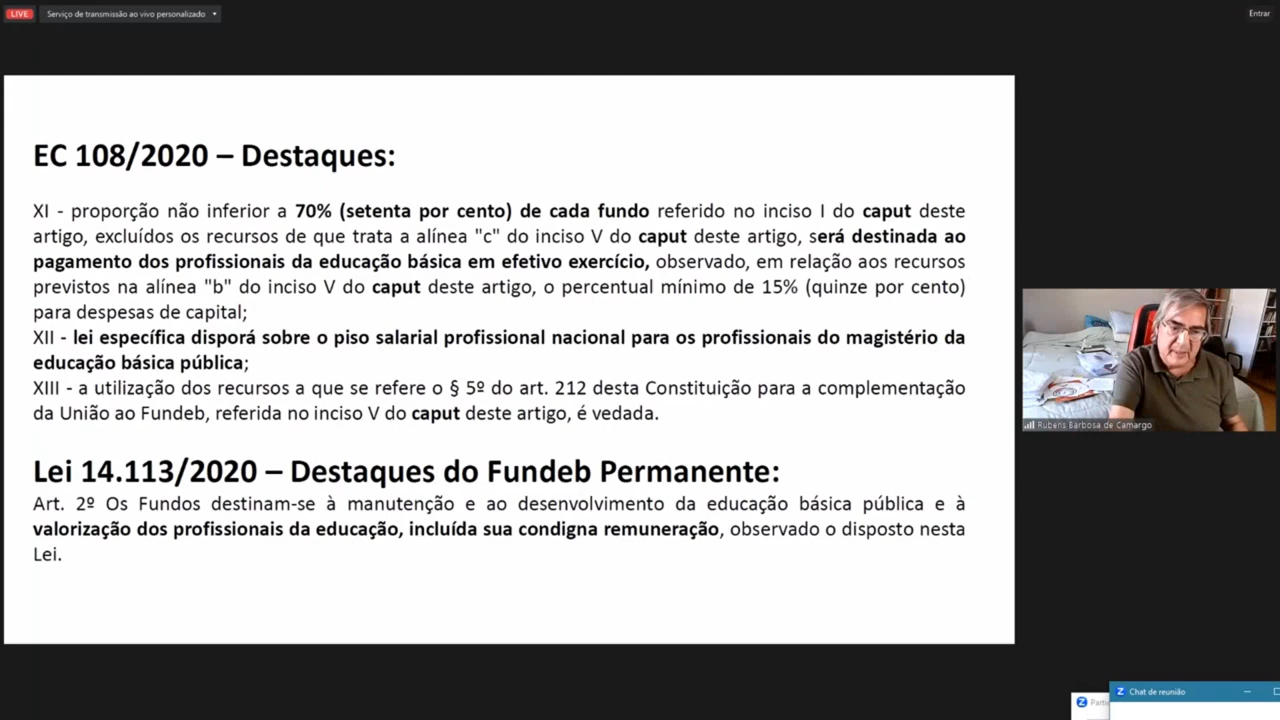 LIVE
Serviço de transmissão ao vivo personalizado
Entrar
EC 108/2020 – Destaques:
XI - proporção não inferior a 70% (setenta por cento) de cada fundo referido no inciso I do caput deste
artigo, excluídos os recursos de que trata a alínea "c" do inciso V do caput deste artigo, será destinada ao
pagamento dos profissionais da educação básica em efetivo exercício, observado, em relação aos recursos
previstos na alínea "b" do inciso V do caput deste artigo, o percentual mínimo de 15% (quinze por cento)
para despesas de capital;
XII - lei específica disporá sobre o piso salarial profissional nacional para os profissionais do magistério da
educação básica pública;
XIII - a utilização dos recursos a que se refere o § 5º do art. 212 desta Constituição para a complementação
da União ao Fundeb, referida no inciso V do caput deste artigo, é vedada.
Lei 14.113/2020 – Destaques do Fundeb Permanente:
Art. 2º Os Fundos destinam-se à manutenção e ao desenvolvimento da educação básica pública e à
valorização dos profissionais da educação, incluída sua condigna remuneração, observado o disposto nesta
Lei.
Rubens Barbosa de Camargo
Chat de reunião